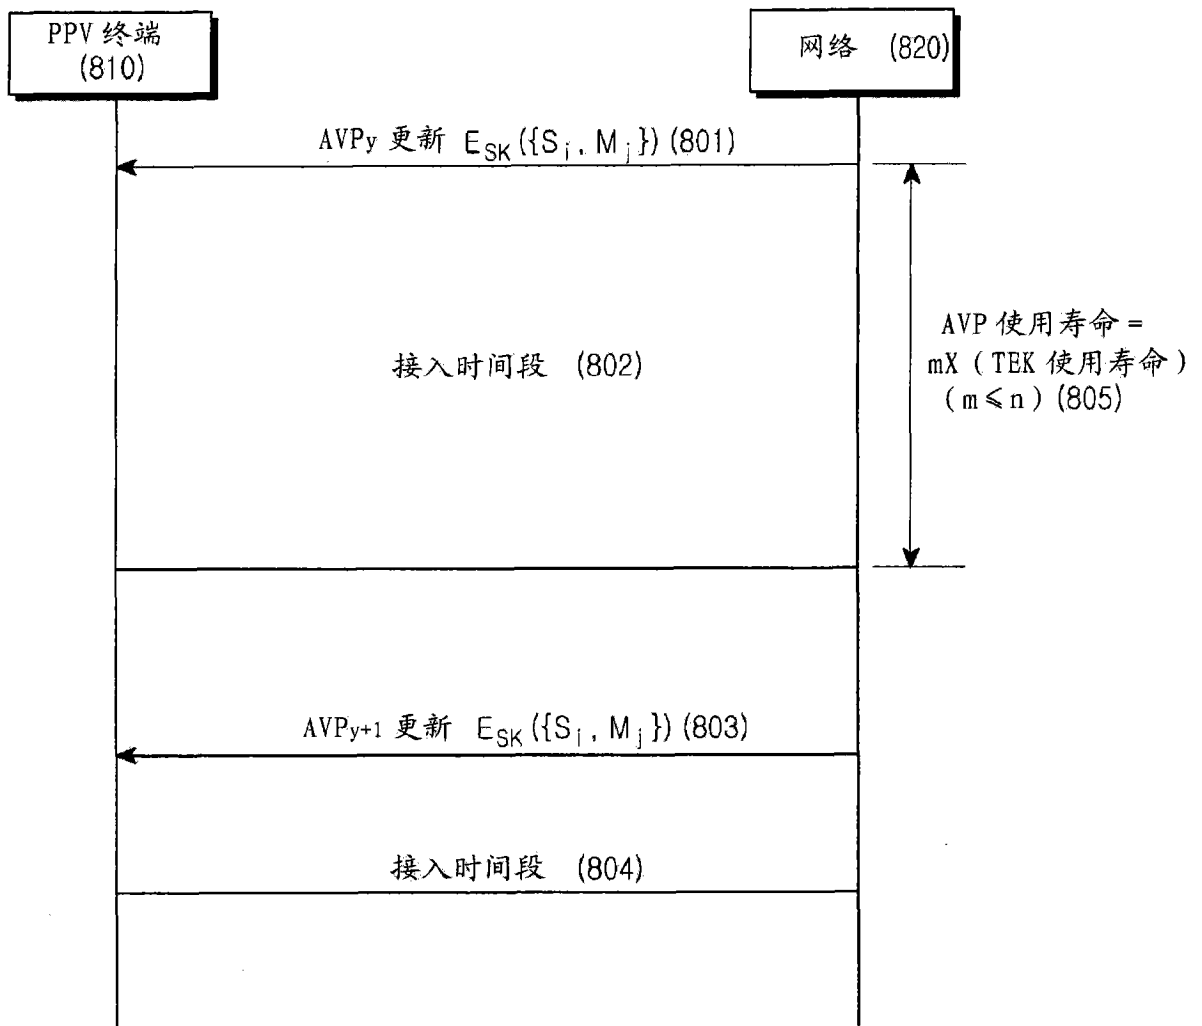 PPV 终端
(810)
网络 (820)
AVPy 更新 E_SK({S_i, M_j})(801)
接入时间段 (802)
AVP 使用寿命 =
mX(TEK 使用寿命)
(m≤n)(805)
AVPy+1 更新 E_SK({S_i, M_j})(803)
接入时间段 (804)